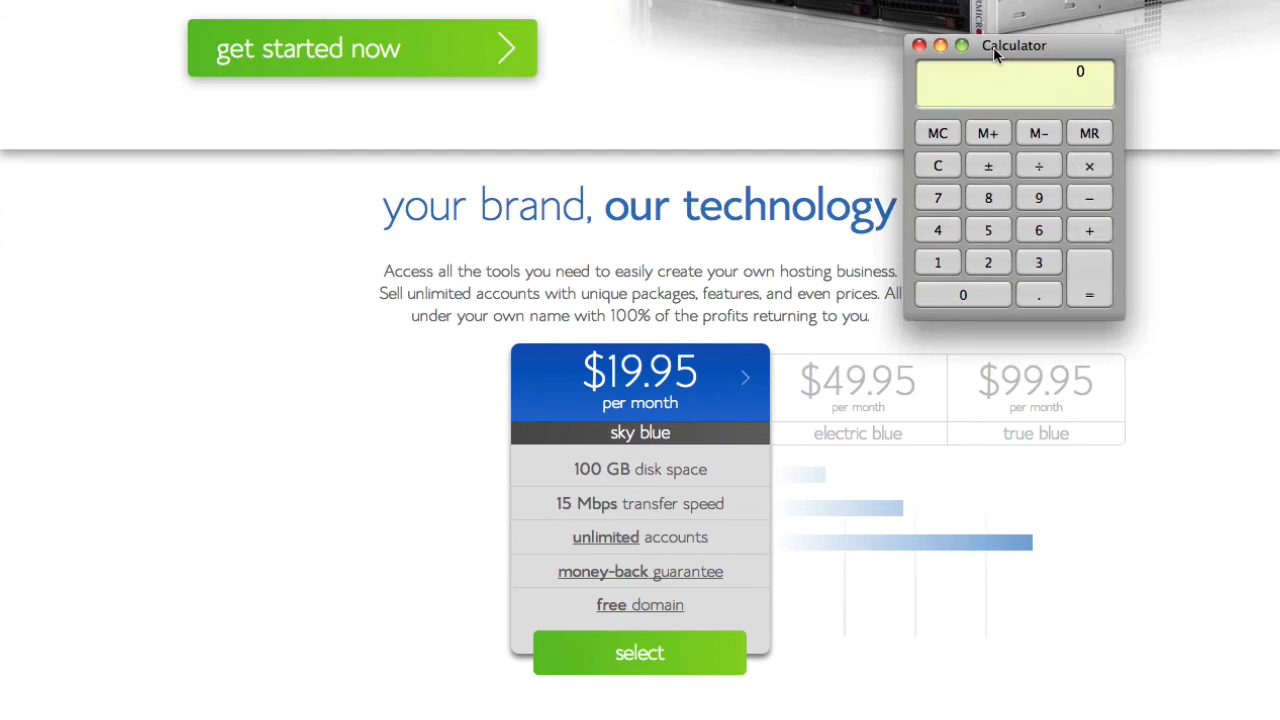 get started now
RMICR
Calculator
0
MC M+ M- MR
C ± ÷ ×
7 8 9 −
4 5 6 +
1 2 3
0 . =
your brand, our technology
Access all the tools you need to easily create your own hosting business.
Sell unlimited accounts with unique packages, features, and even prices. All
under your own name with 100% of the profits returning to you.
$19.95
per month
sky blue
100 GB disk space
15 Mbps transfer speed
unlimited accounts
money-back guarantee
free domain
select
$49.95
per month
electric blue
$99.95
per month
true blue